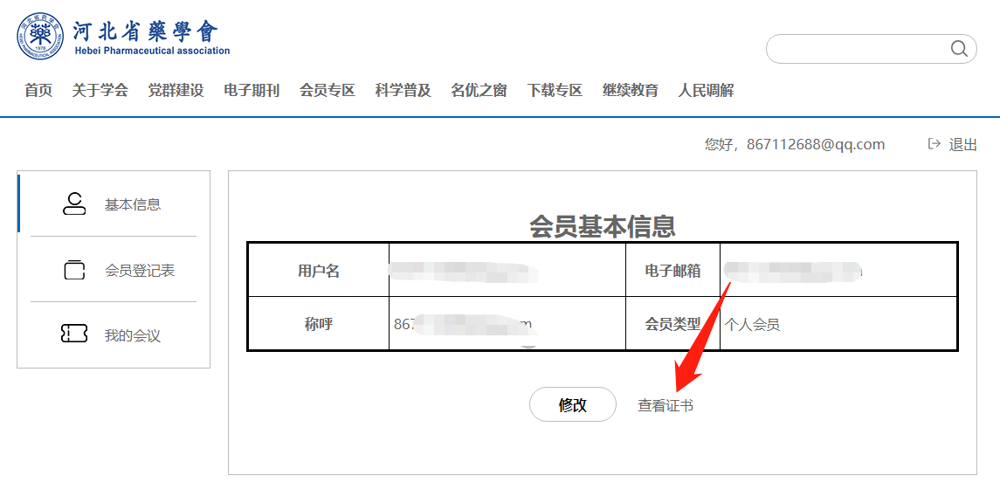 河北省藥學會
Hebei Pharmaceutical association
首页 关于学会 党群建设 电子期刊 会员专区 科学普及 名优之窗 下载专区 继续教育 人民调解
您好，867112688@qq.com 退出
基本信息
会员登记表
我的会议
会员基本信息
用户名 电子邮箱
称呼 867 m 会员类型 个人会员
修改 查看证书